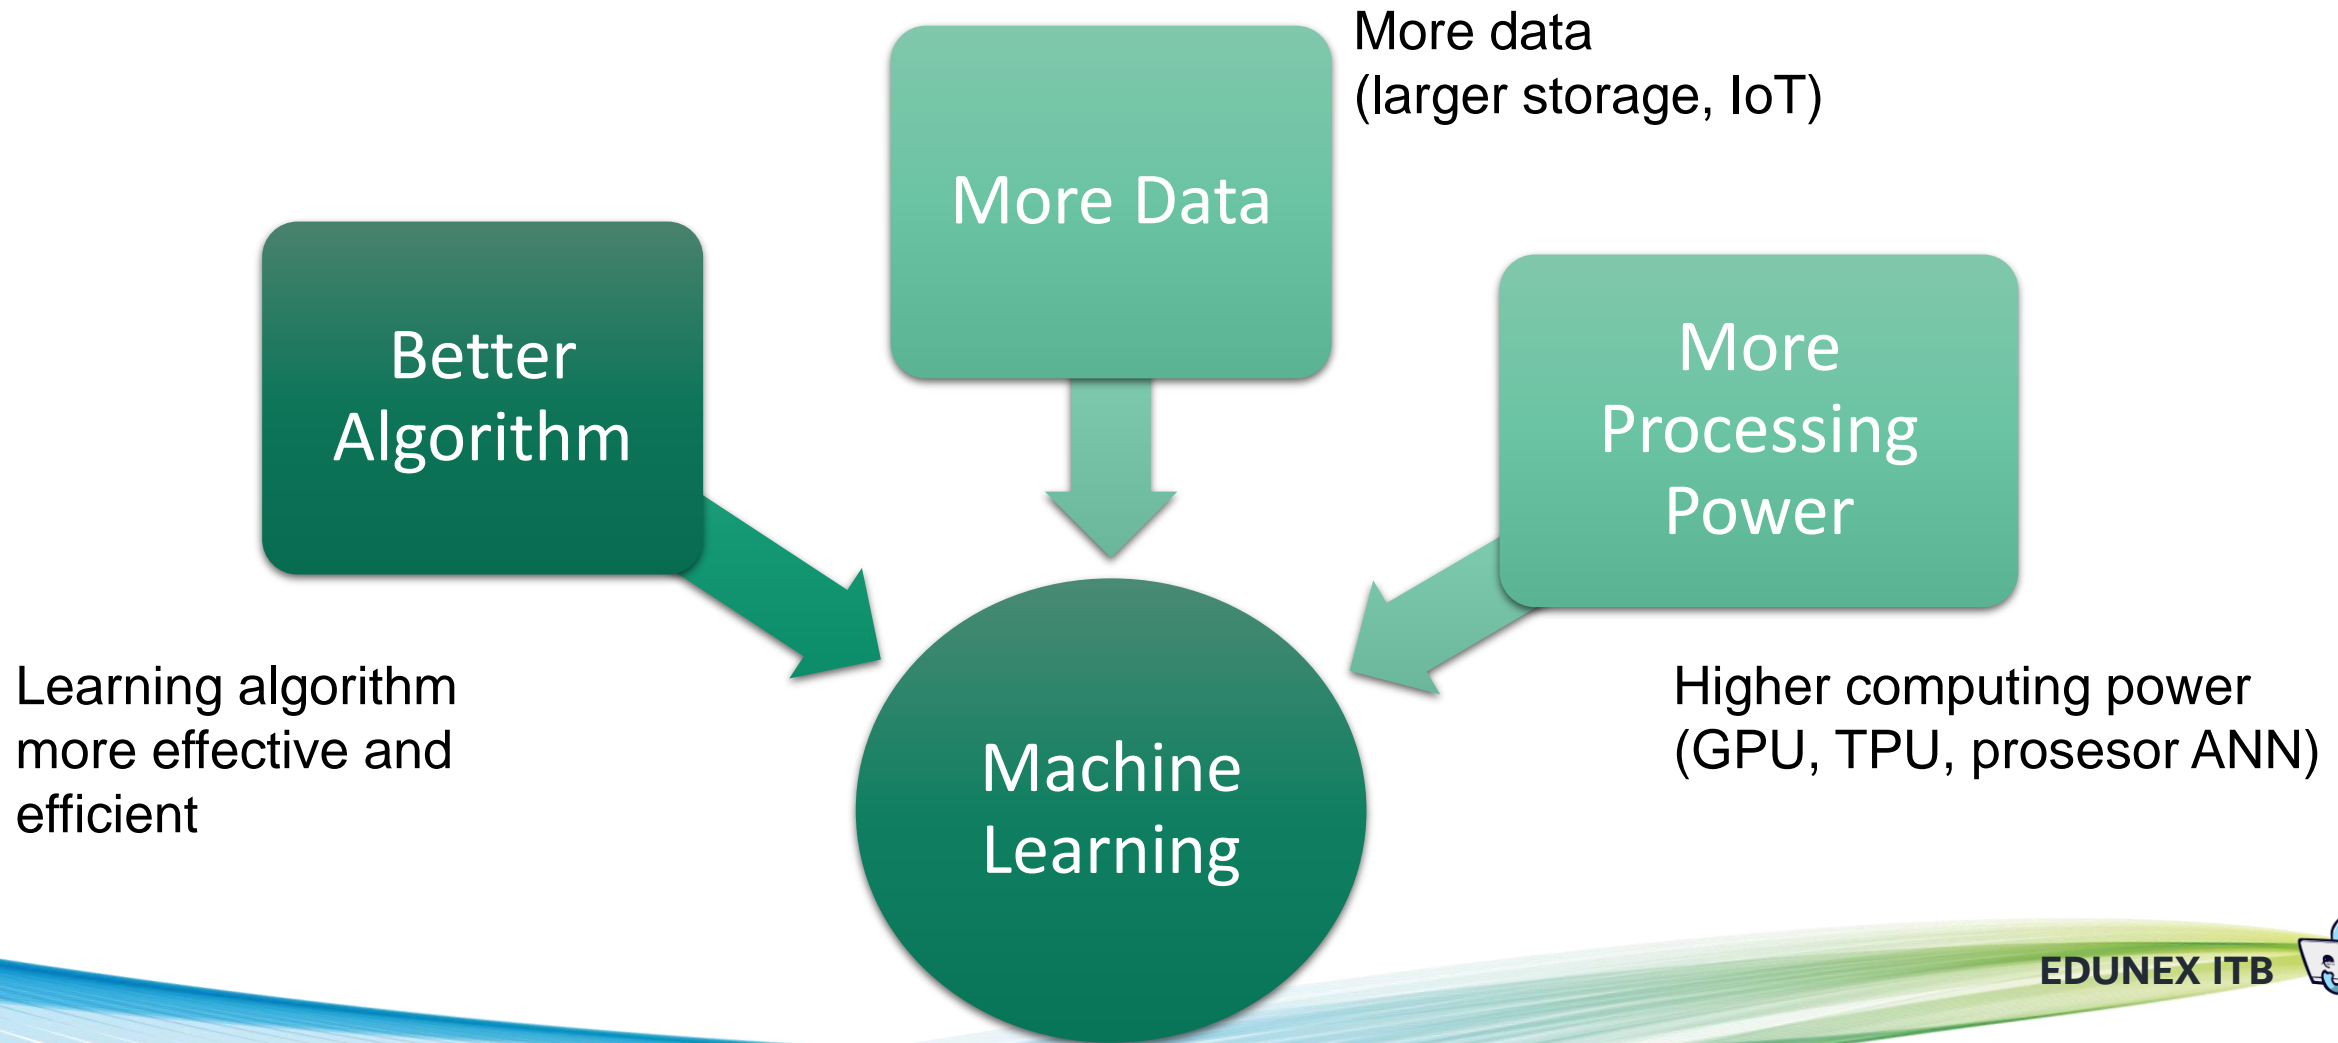 More data
(larger storage, IoT)
More Data
Better
Algorithm
More
Processing
Power
Learning algorithm
more effective and
efficient
Higher computing power
(GPU, TPU, prosesor ANN)
Machine
Learning
EDUNEX ITB